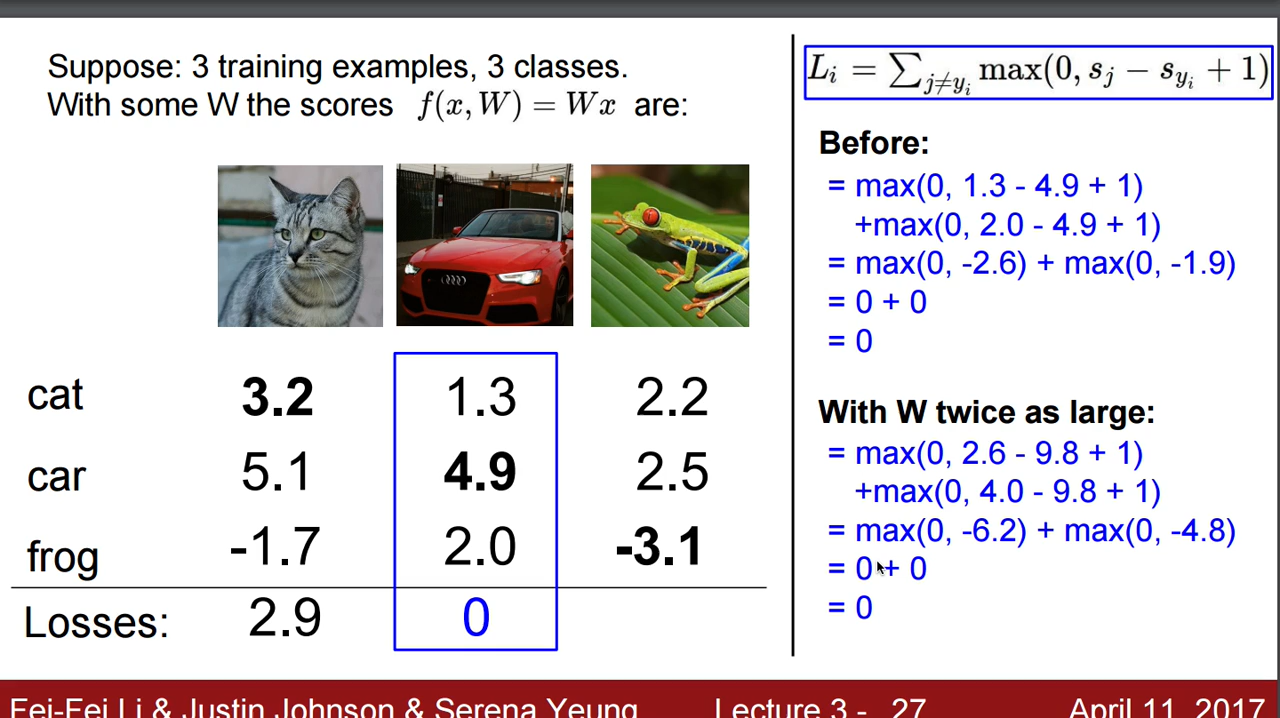 Suppose: 3 training examples, 3 classes.
With some W the scores f(x, W) = Wx are:
cat 3.2 1.3 2.2
car 5.1 4.9 2.5
frog -1.7 2.0 -3.1
Losses: 2.9 0
L_i = ∑_{j≠y_i} max(0, s_j − s_{y_i} + 1)
Before:
= max(0, 1.3 - 4.9 + 1)
+max(0, 2.0 - 4.9 + 1)
= max(0, -2.6) + max(0, -1.9)
= 0 + 0
= 0
With W twice as large:
= max(0, 2.6 - 9.8 + 1)
+max(0, 4.0 - 9.8 + 1)
= max(0, -6.2) + max(0, -4.8)
= 0 + 0
= 0
Fei-Fei Li & Justin Johnson & Serena Yeung Lecture 3 - 27 April 11, 2017